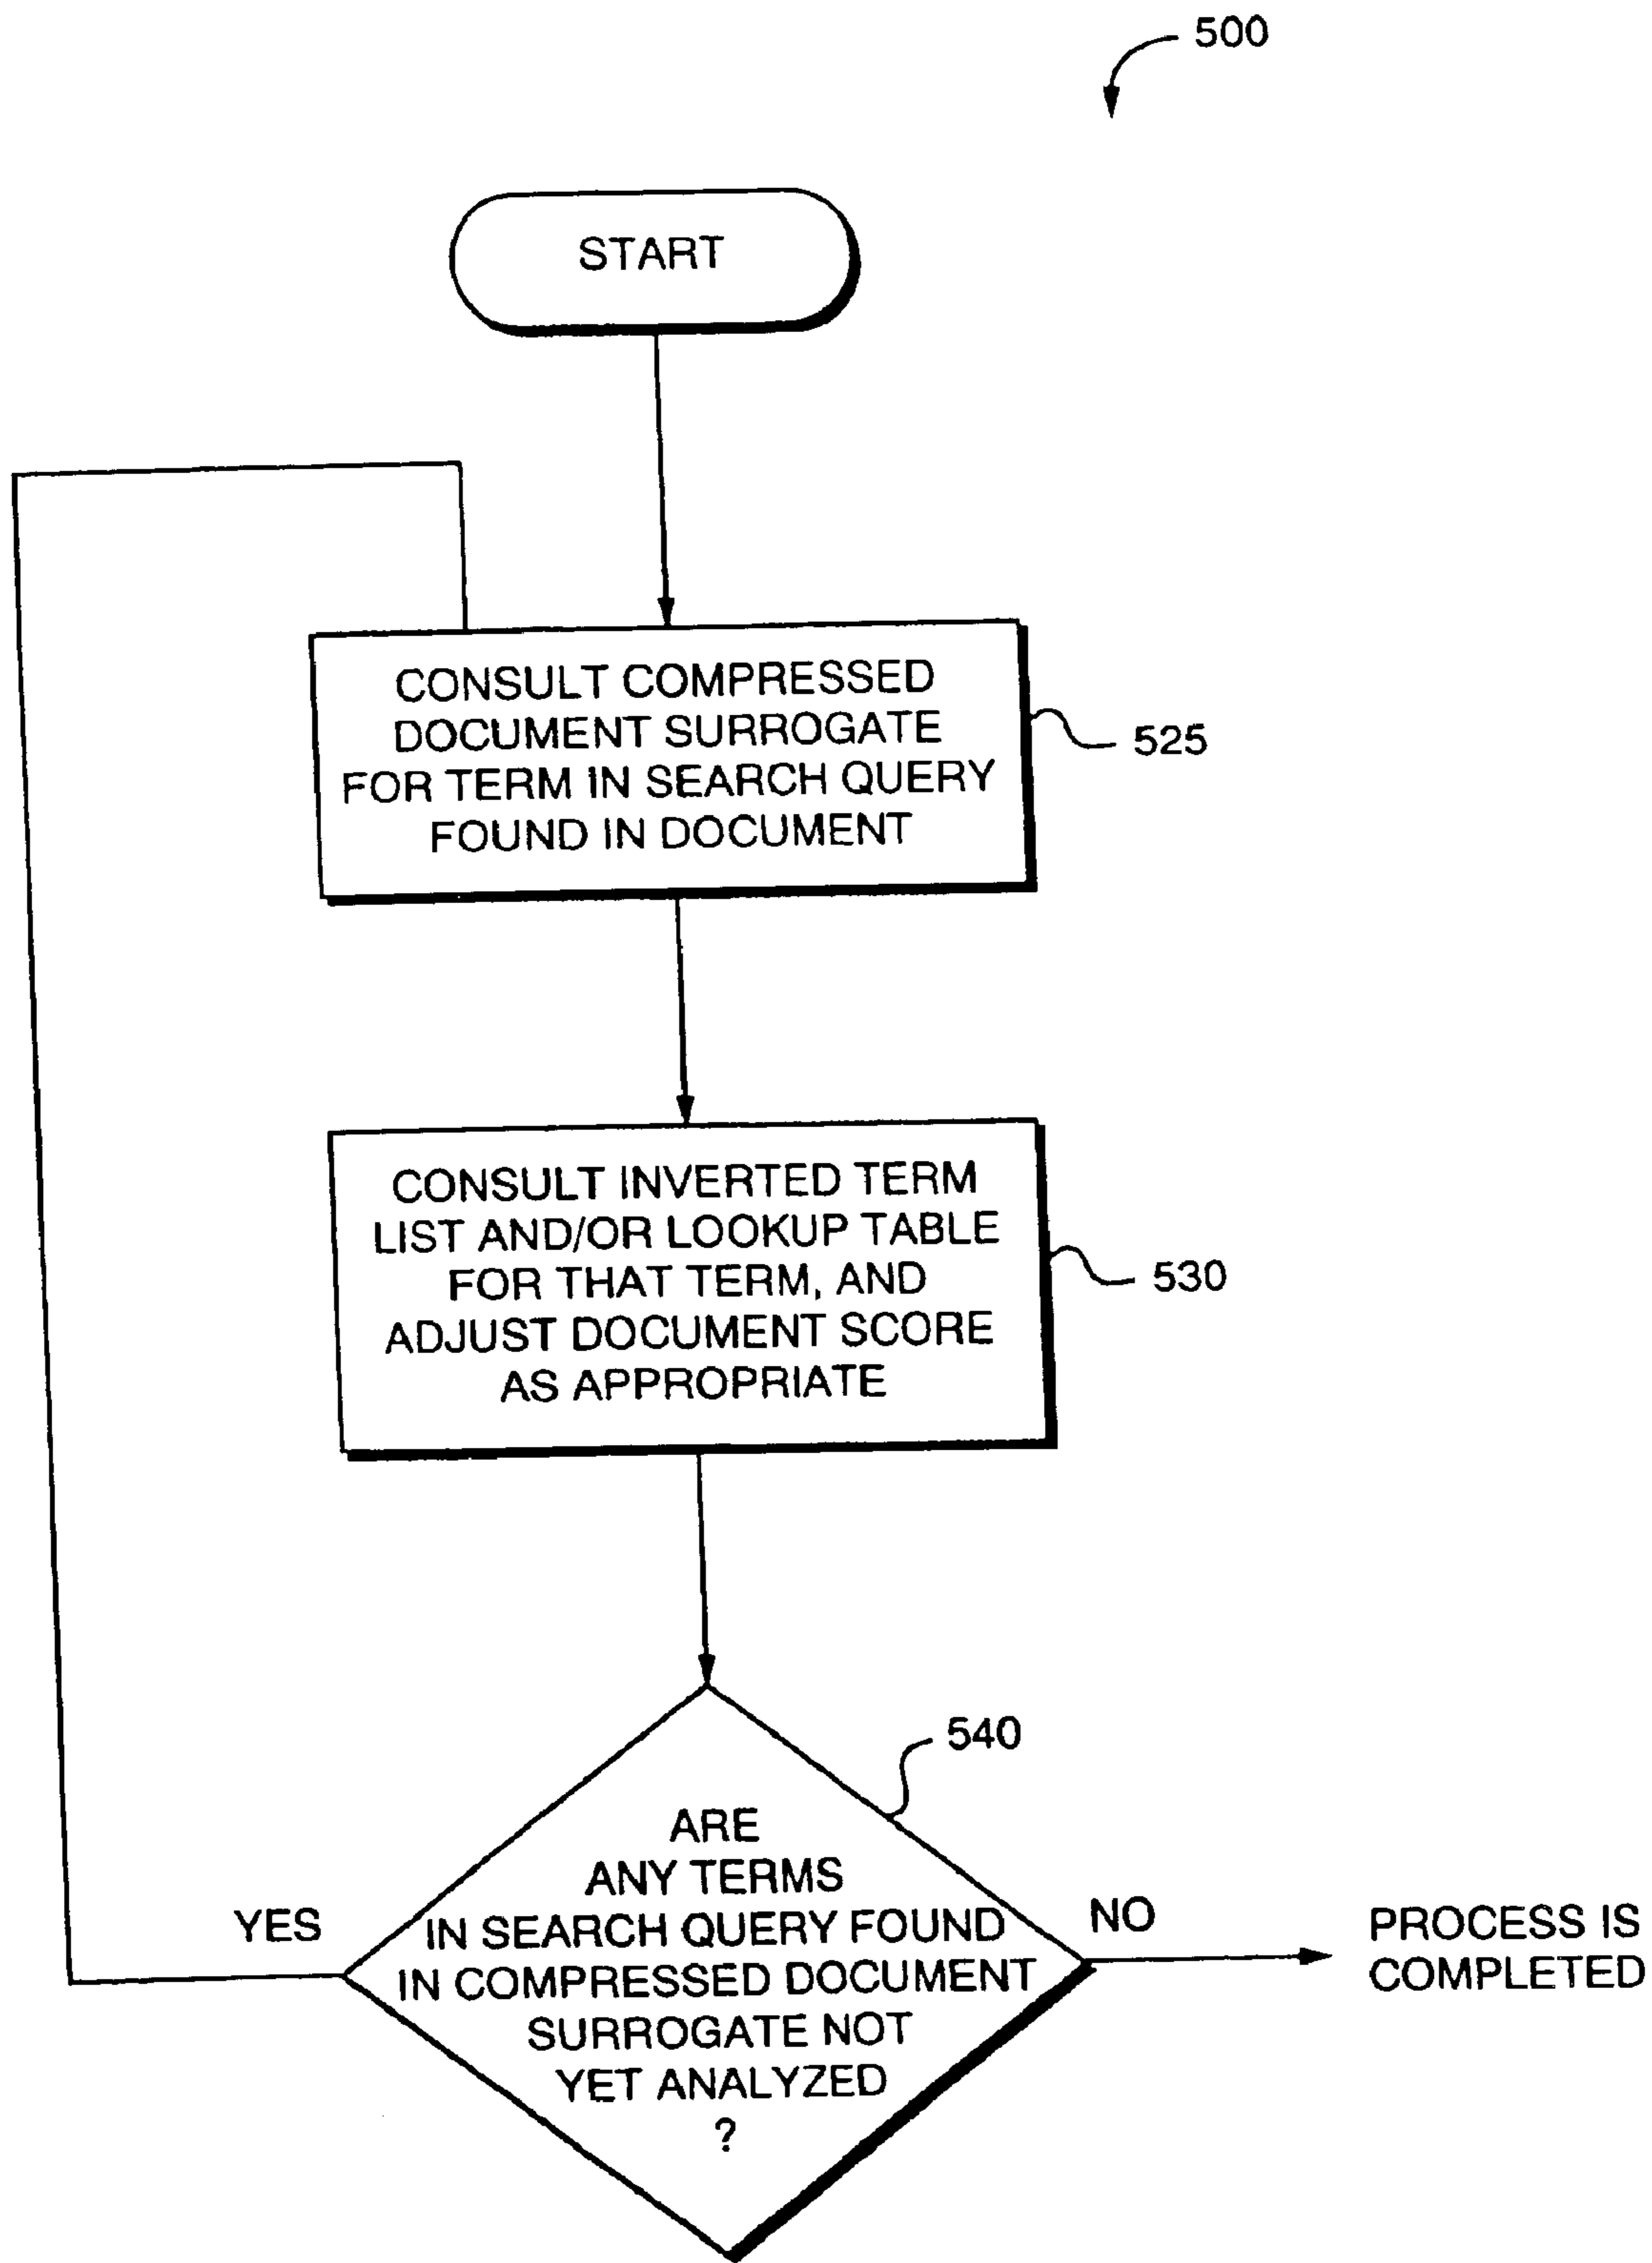 500
START
CONSULT COMPRESSED
DOCUMENT SURROGATE
FOR TERM IN SEARCH QUERY
FOUND IN DOCUMENT
525
CONSULT INVERTED TERM
LIST AND/OR LOOKUP TABLE
FOR THAT TERM, AND
ADJUST DOCUMENT SCORE
AS APPROPRIATE
530
540
ARE
ANY TERMS
IN SEARCH QUERY FOUND
IN COMPRESSED DOCUMENT
SURROGATE NOT
YET ANALYZED
?
YES
NO
PROCESS IS
COMPLETED